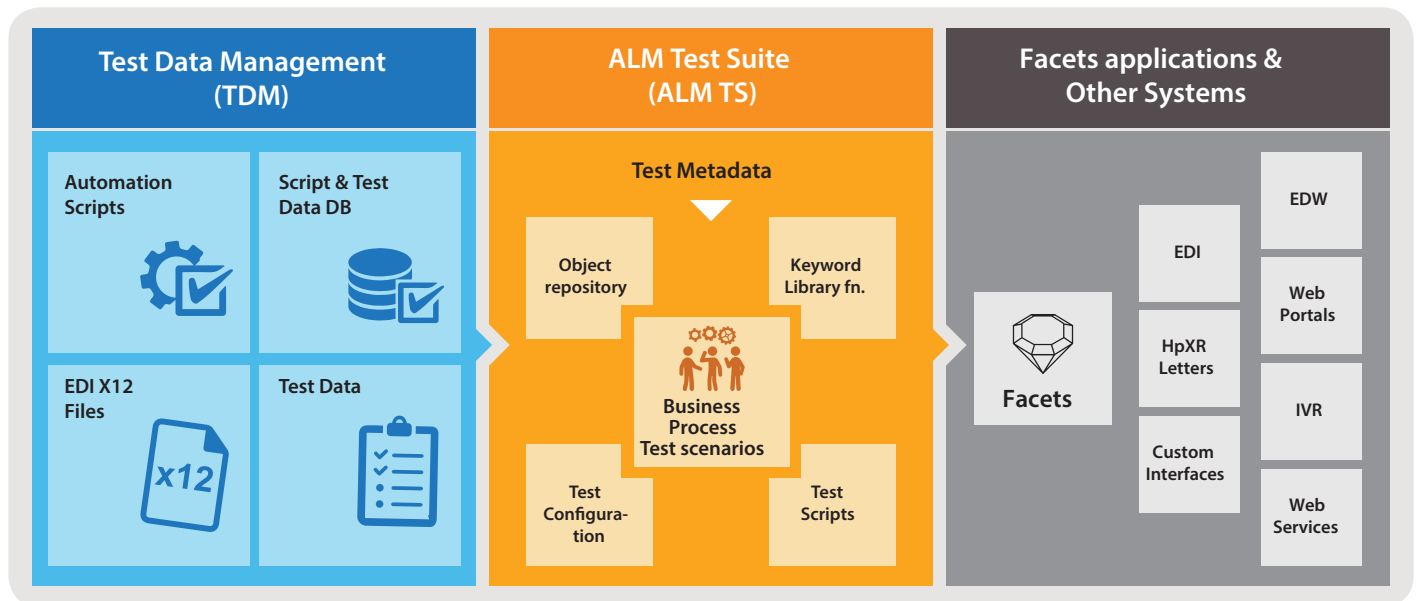 Test Data Management
(TDM)
Automation
Scripts
Script & Test
Data DB
EDI X12
Files
x12
Test Data
ALM Test Suite
(ALM TS)
Test Metadata
Object
repository
Keyword
Library fn.
Business
Process
Test scenarios
Test
Configura-
tion
Test
Scripts
Facets applications &
Other Systems
Facets
EDI
HpXR
Letters
Custom
Interfaces
EDW
Web
Portals
IVR
Web
Services